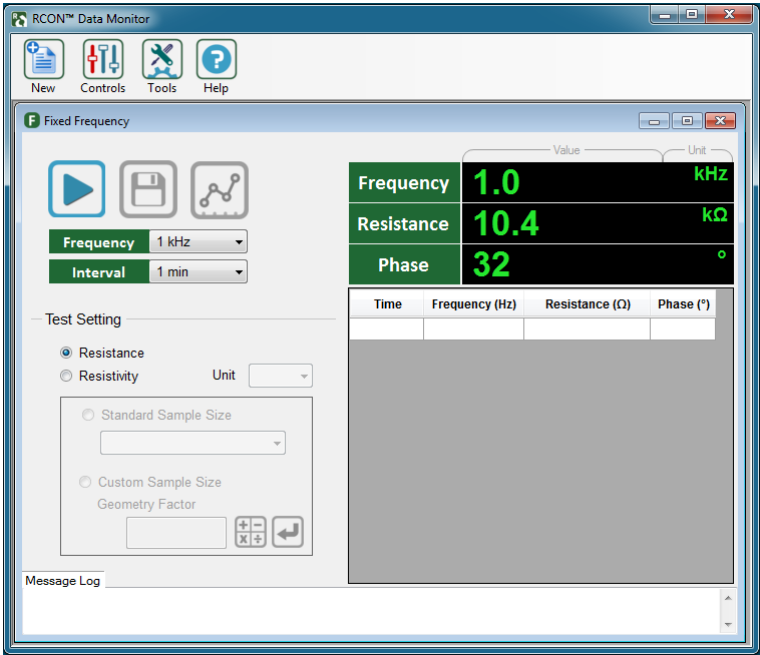 RCON™ Data Monitor
New Controls Tools Help
F Fixed Frequency
Value Unit
Frequency 1.0 kHz
Resistance 10.4 kΩ
Phase 32 °
Frequency 1 kHz
Interval 1 min
Time Frequency (Hz) Resistance (Ω) Phase (°)
Test Setting
Resistance
Resistivity Unit
Standard Sample Size
Custom Sample Size
Geometry Factor
Message Log